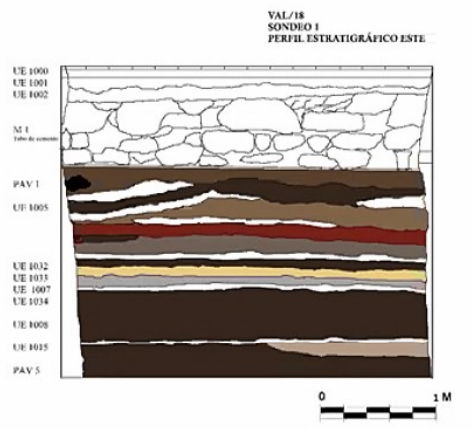 VAL/18
SONDEO 1
PERFIL ESTRATIGRÁFICO ESTE
UE 1000
UE 1001
UE 1002
M 1
Tubo de cemento
PAV 1
UE 1005
UE 1032
UE 1033
UE 1007
UE 1034
UE 1008
UE 1015
PAV 5
0 1 M